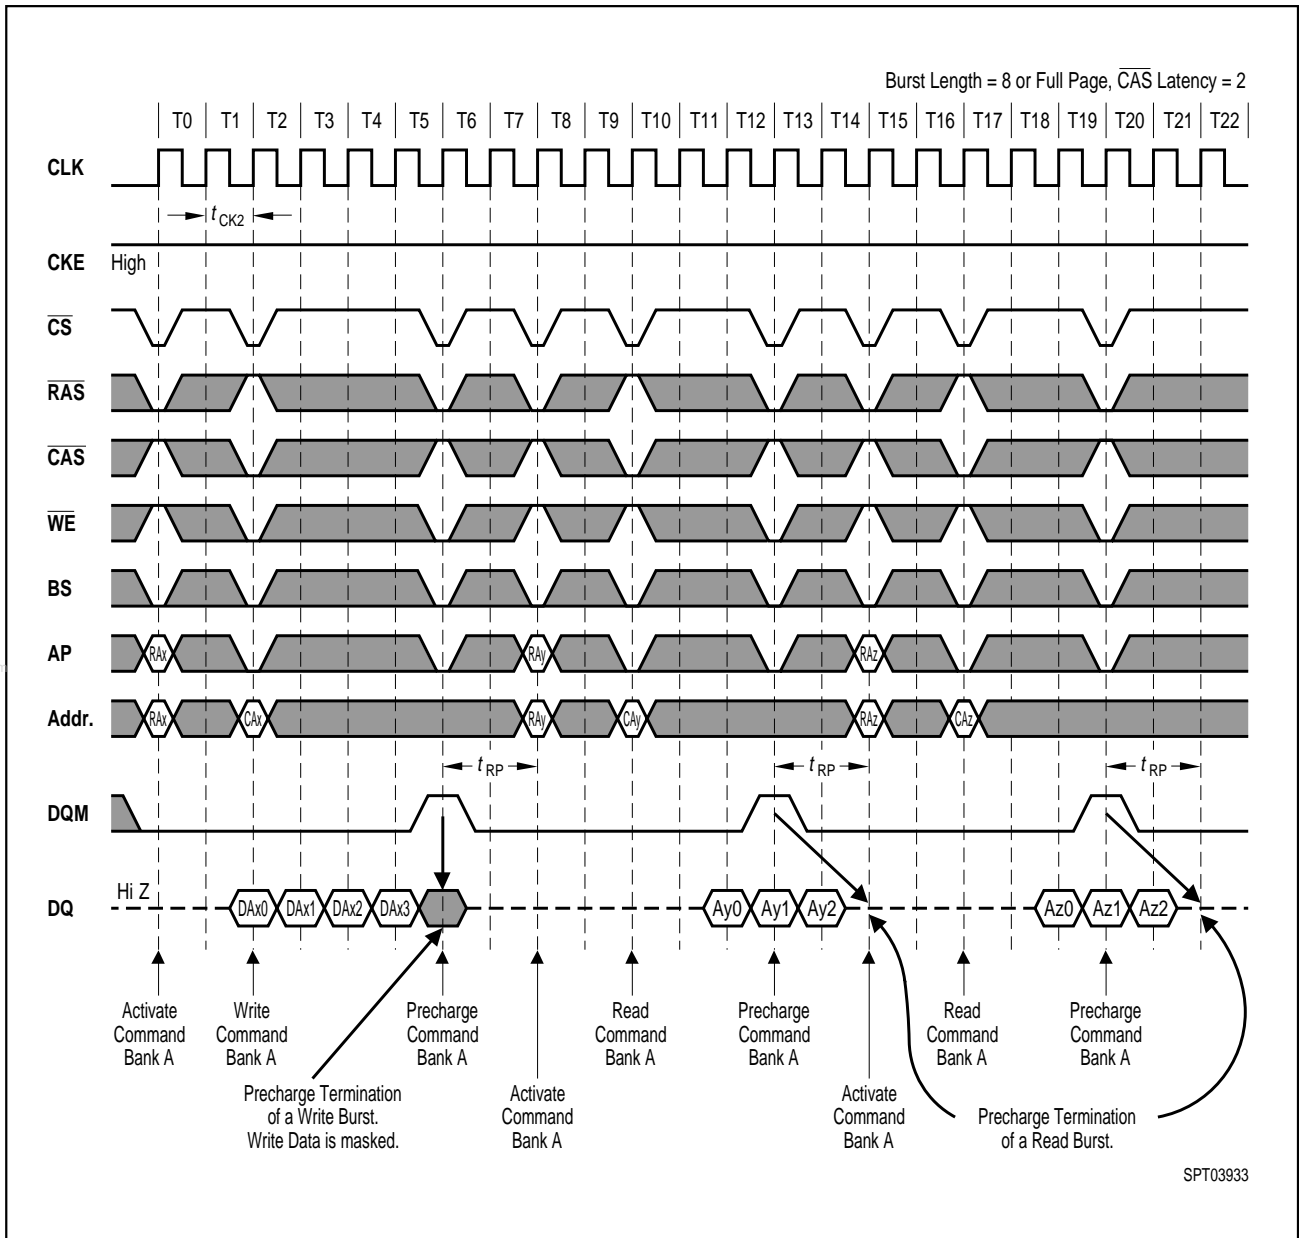 Burst Length = 8 or Full Page, CAS Latency = 2
T0 T1 T2 T3 T4 T5 T6 T7 T8 T9 T10 T11 T12 T13 T14 T15 T16 T17 T18 T19 T20 T21 T22
CLK
t CK2
CKE High
CS
RAS
CAS
WE
BS
AP RAx RAy RAz
Addr. RAx CAx RAy CAy RAz CAz
t RP t RP t RP
DQM
DQ Hi Z DAx0 DAx1 DAx2 DAx3 Ay0 Ay1 Ay2 Az0 Az1 Az2
Activate
Command
Bank A
Write
Command
Bank A
Precharge
Command
Bank A
Read
Command
Bank A
Precharge
Command
Bank A
Read
Command
Bank A
Precharge
Command
Bank A
Precharge Termination
of a Write Burst.
Write Data is masked.
Activate
Command
Bank A
Activate
Command
Bank A
Precharge Termination
of a Read Burst.
SPT03933